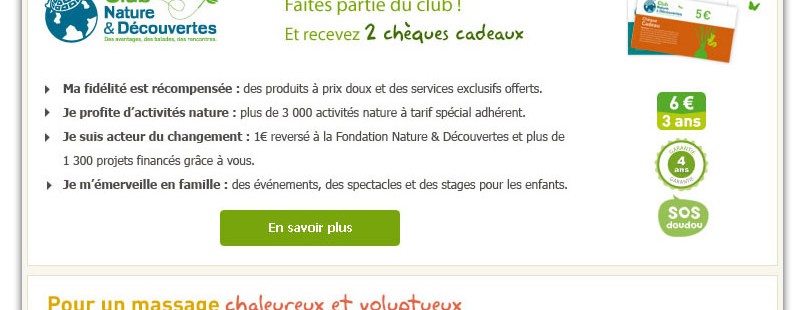 Club
Nature
& Découvertes
Des avantages, des balades, des rencontres.
Faites partie du club !
Et recevez 2 chèques cadeaux
Club
Nature
& Découvertes
5 €
Chèque
Cadeau
Ma fidélité est récompensée : des produits à prix doux et des services exclusifs offerts.
Je profite d'activités nature : plus de 3 000 activités nature à tarif spécial adhérent.
Je suis acteur du changement : 1€ reversé à la Fondation Nature & Découvertes et plus de
1 300 projets financés grâce à vous.
Je m'émerveille en famille : des événements, des spectacles et des stages pour les enfants.
6 €
3 ans
GARANTIE
4
ans
SOS
doudou
En savoir plus
Pour un massage chaleureux et voluptueux